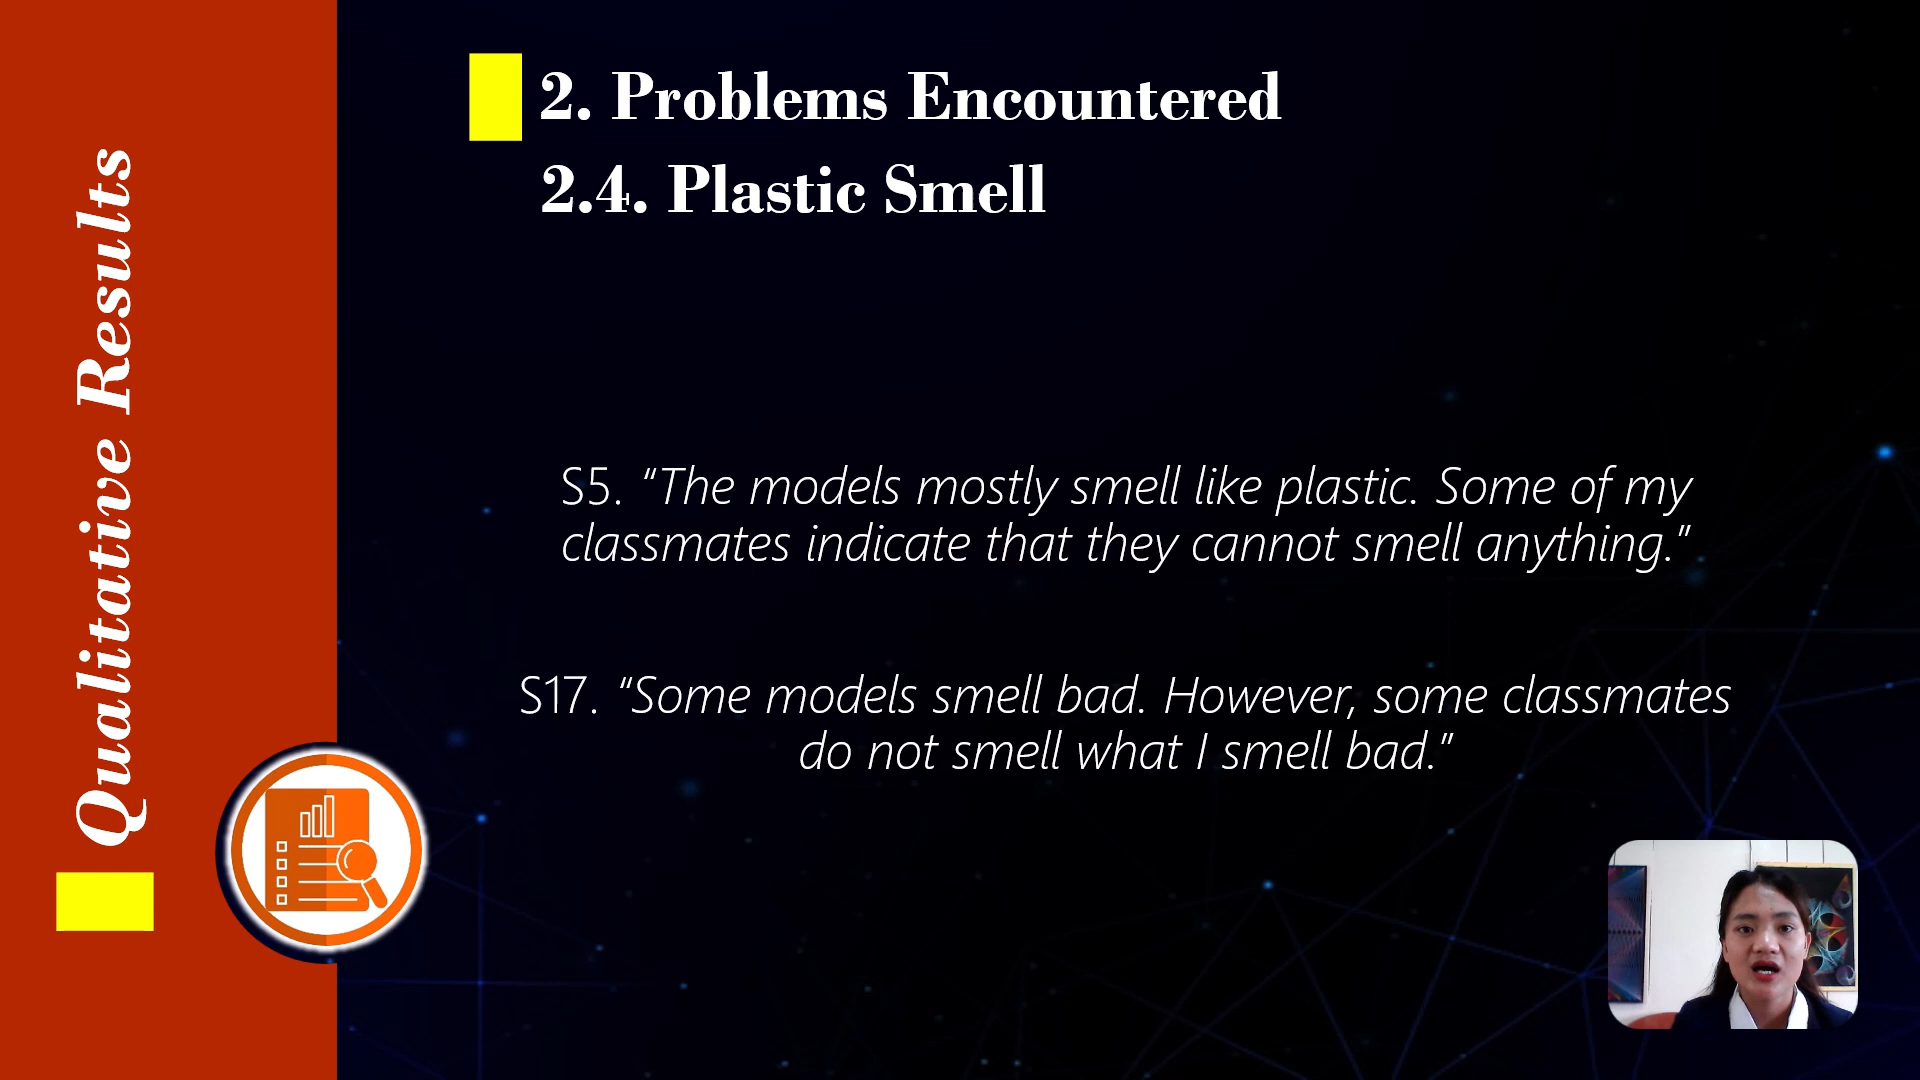 Qualitative Results
2. Problems Encountered
2.4. Plastic Smell
S5. “The models mostly smell like plastic. Some of my
classmates indicate that they cannot smell anything.”
S17. “Some models smell bad. However, some classmates
do not smell what I smell bad.”